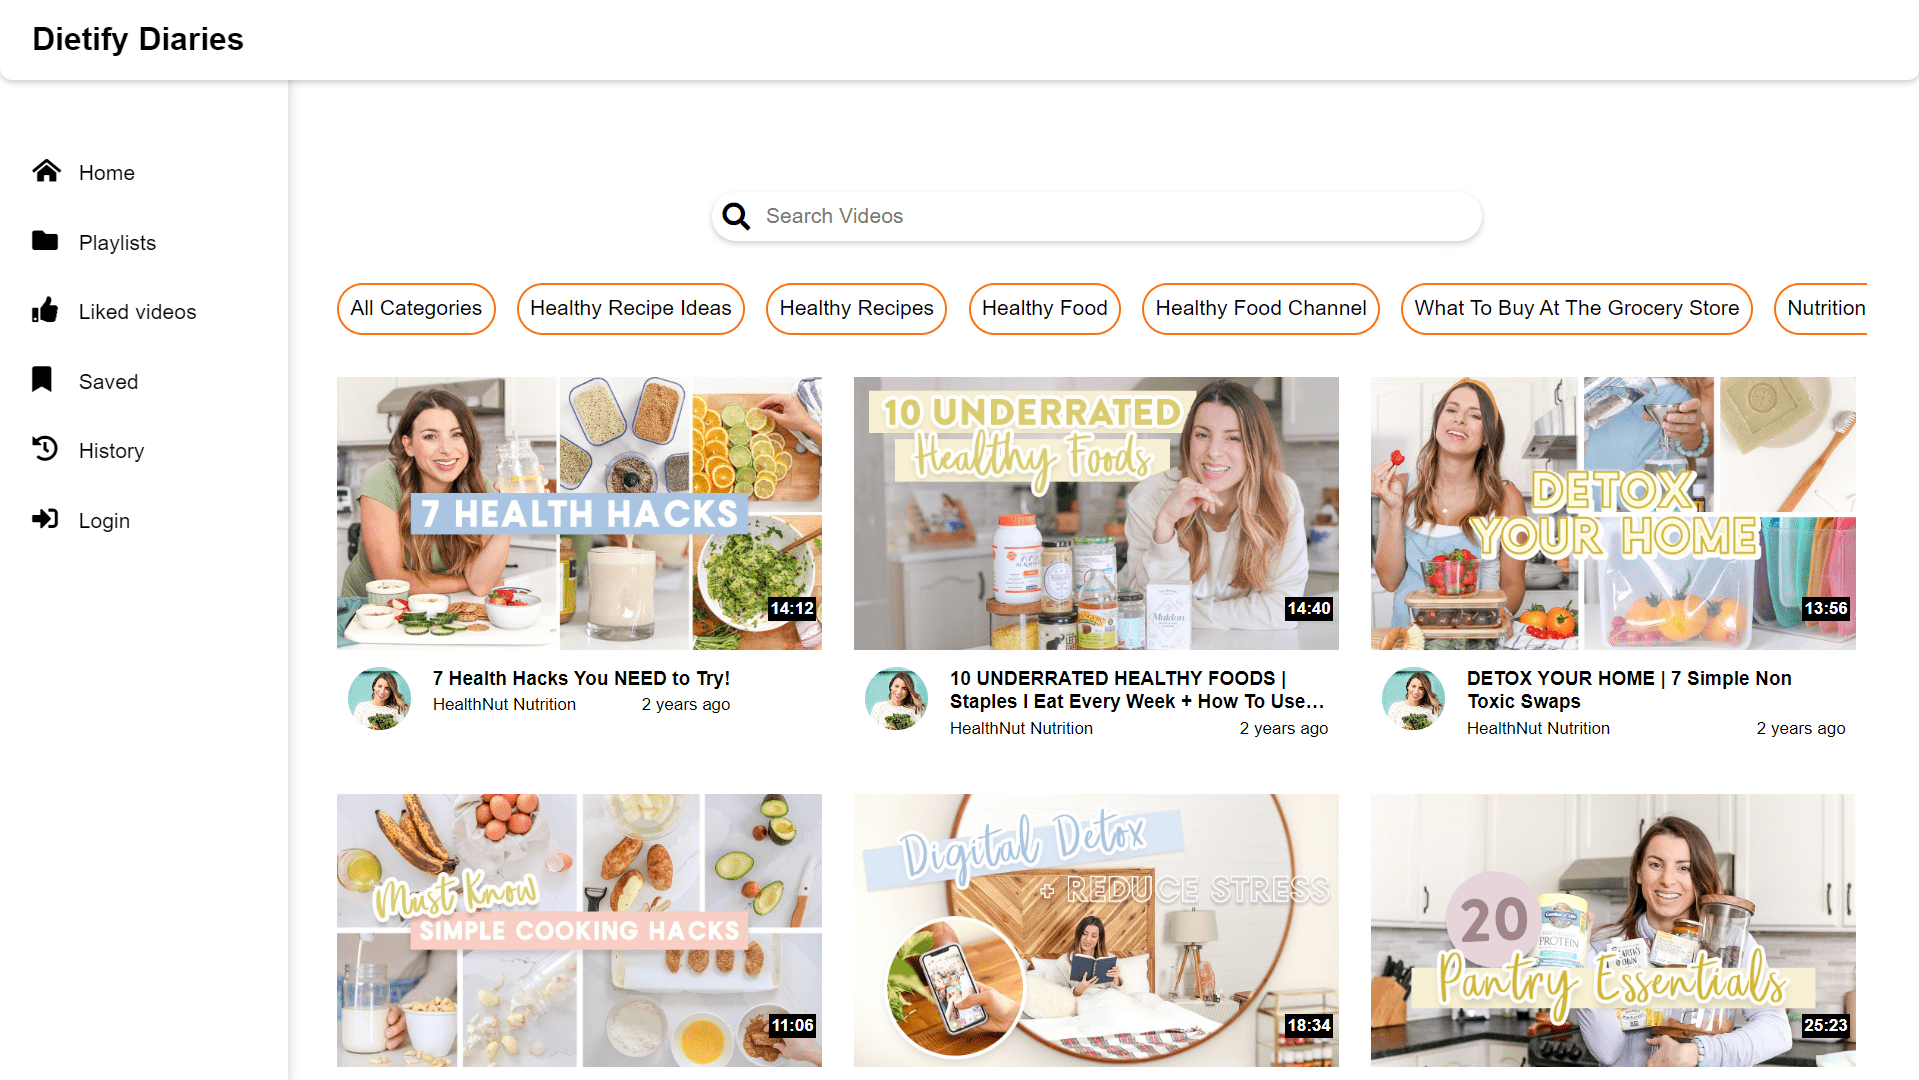 Dietify Diaries
Home
Playlists
Liked videos
Saved
History
Login
Search Videos
All Categories
Healthy Recipe Ideas
Healthy Recipes
Healthy Food
Healthy Food Channel
What To Buy At The Grocery Store
Nutrition
7 HEALTH HACKS
14:12
7 Health Hacks You NEED to Try!
HealthNut Nutrition
2 years ago
10 UNDERRATED
Healthy Foods
Maldon
14:40
10 UNDERRATED HEALTHY FOODS |
Staples I Eat Every Week + How To Use...
HealthNut Nutrition
2 years ago
DETOX
YOUR HOME
13:56
DETOX YOUR HOME | 7 Simple Non
Toxic Swaps
HealthNut Nutrition
2 years ago
Must Know
SIMPLE COOKING HACKS
11:06
Digital Detox
+ REDUCE STRESS
18:34
20
PROTEIN
Pantry Essentials
25:23